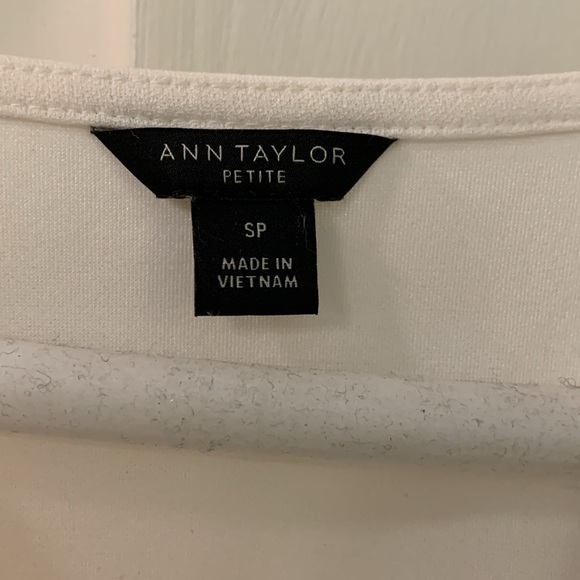 ANN TAYLOR
PETITE
SP
MADE IN
VIETNAM